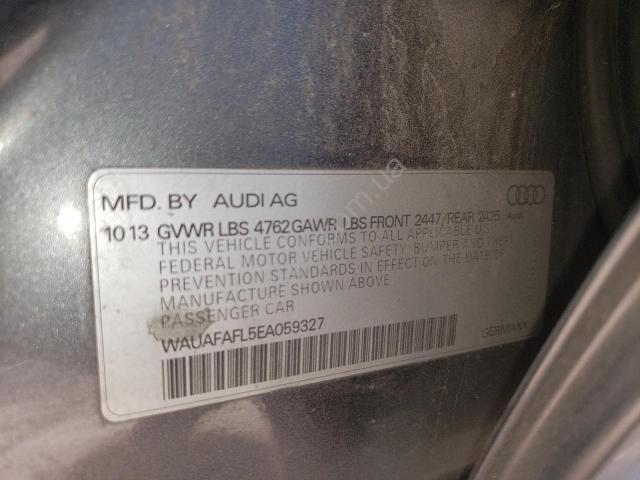 MFD. BY AUDI AG
10 13 GVWR LBS 4762 GAWR LBS FRONT 2447/REAR 2425 Audi
THIS VEHICLE CONFORMS TO ALL APPLICABLE U.S.
FEDERAL MOTOR VEHICLE SAFETY, BUMPER AND THEFT
PREVENTION STANDARDS IN EFFECT ON THE DATE OF
MANUFACTURE SHOWN ABOVE
PASSENGER CAR
WAUAFAFL5EA059327
GERMANY